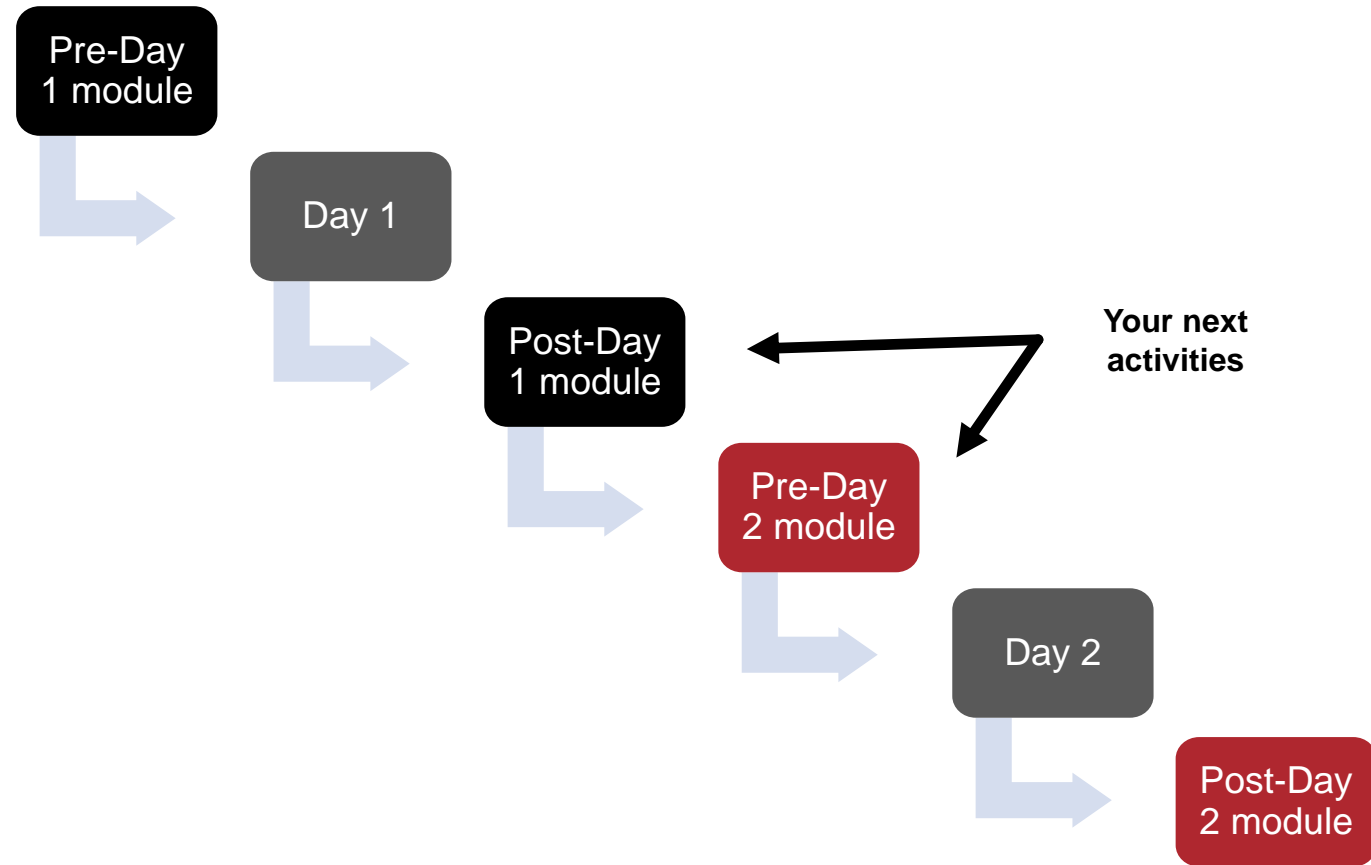 Pre-Day
1 module
Day 1
Post-Day
1 module
Your next
activities
Pre-Day
2 module
Day 2
Post-Day
2 module